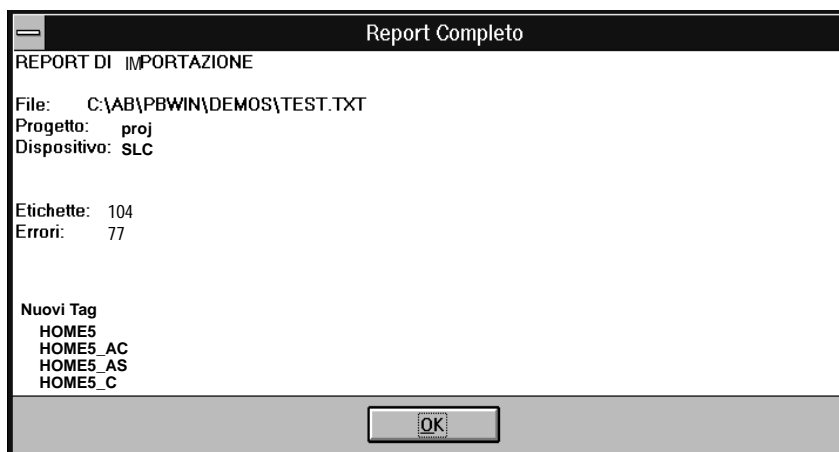 Report Completo
REPORT DI IMPORTAZIONE
File: C:\AB\PBWIN\DEMOS\TEST.TXT
Progetto: proj
Dispositivo: SLC
Etichette: 104
Errori: 77
Nuovi Tag
HOME5
HOME5_AC
HOME5_AS
HOME5_C
OK